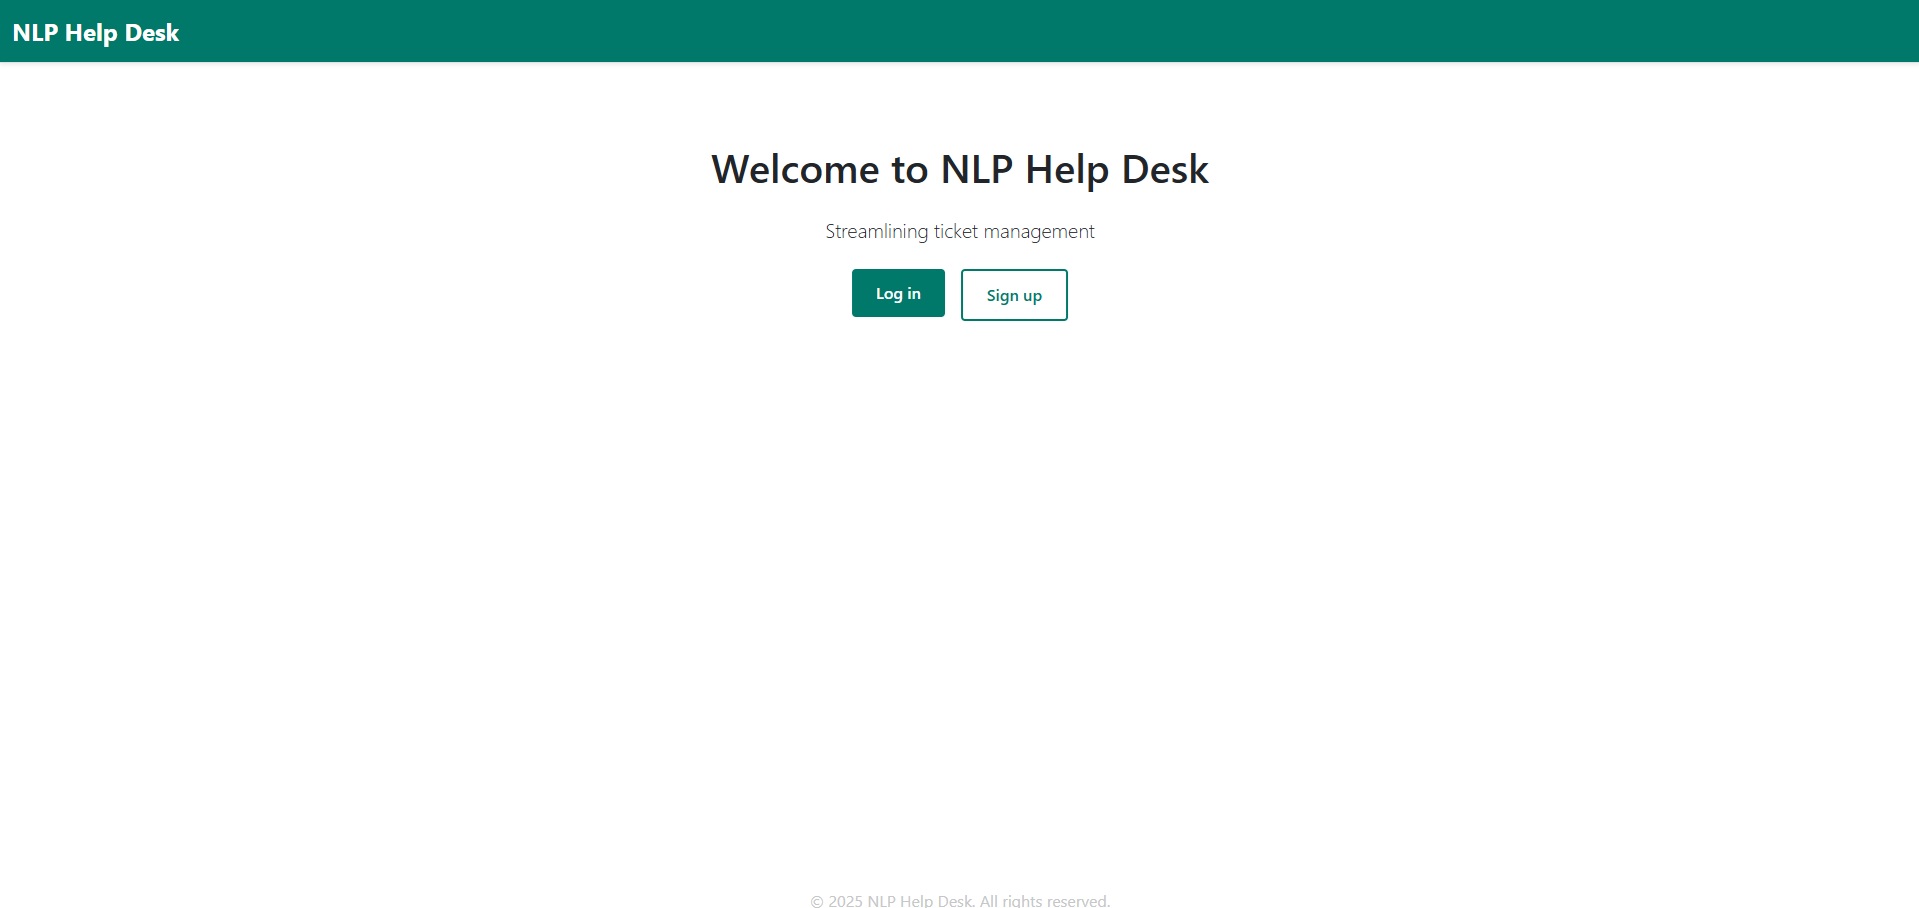 NLP Help Desk
Welcome to NLP Help Desk
Streamlining ticket management
Log in
Sign up
© 2025 NLP Help Desk. All rights reserved.